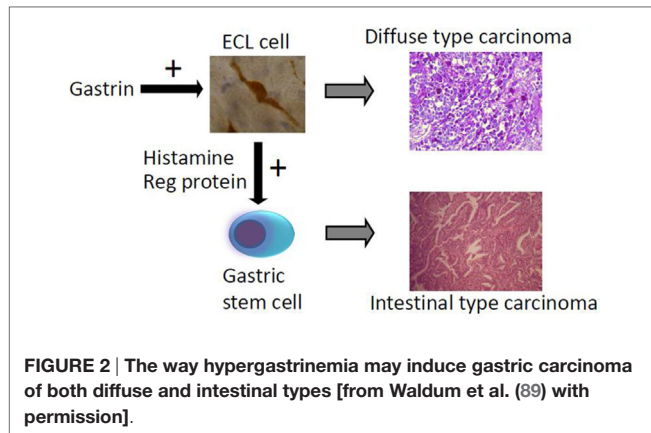 ECL cell
Diffuse type carcinoma
Gastrin
+
Histamine
Reg protein
+
Gastric
stem cell
Intestinal type carcinoma
FIGURE 2 | The way hypergastrinemia may induce gastric carcinoma
of both diffuse and intestinal types [from Waldum et al. (89) with
permission].